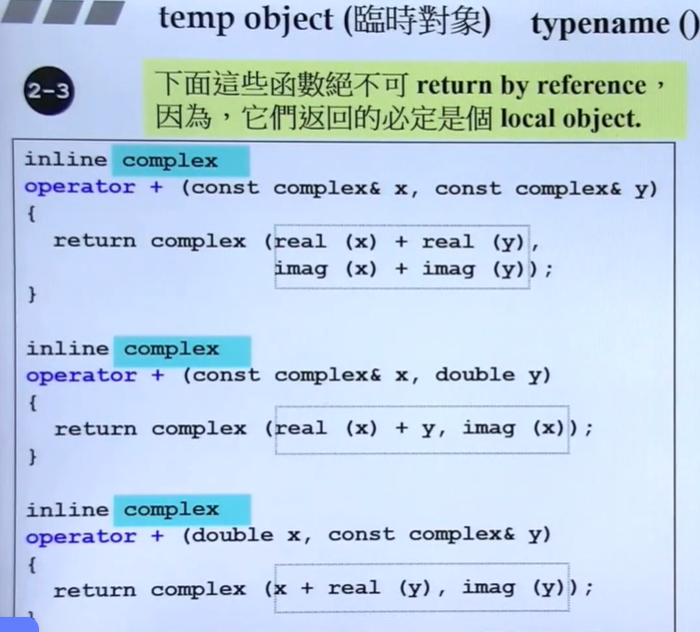 temp object (臨時對象) typename ()
2-3
下面這些函數絕不可 return by reference，
因為，它們返回的必定是個 local object.
inline complex
operator + (const complex& x, const complex& y)
{
return complex (real (x) + real (y),
imag (x) + imag (y));
}
inline complex
operator + (const complex& x, double y)
{
return complex (real (x) + y, imag (x));
}
inline complex
operator + (double x, const complex& y)
{
return complex (x + real (y), imag (y));